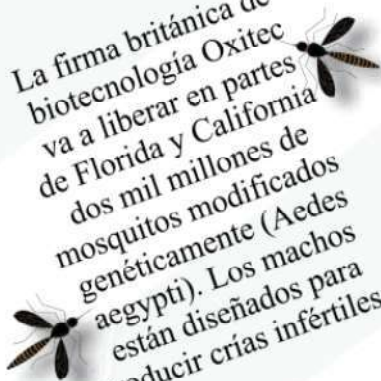 La firma británica de
biotecnología Oxitec
va a liberar en partes
de Florida y California
dos mil millones de
mosquitos modificados
genéticamente (Aedes
aegypti). Los machos
están diseñados para
crías infértiles